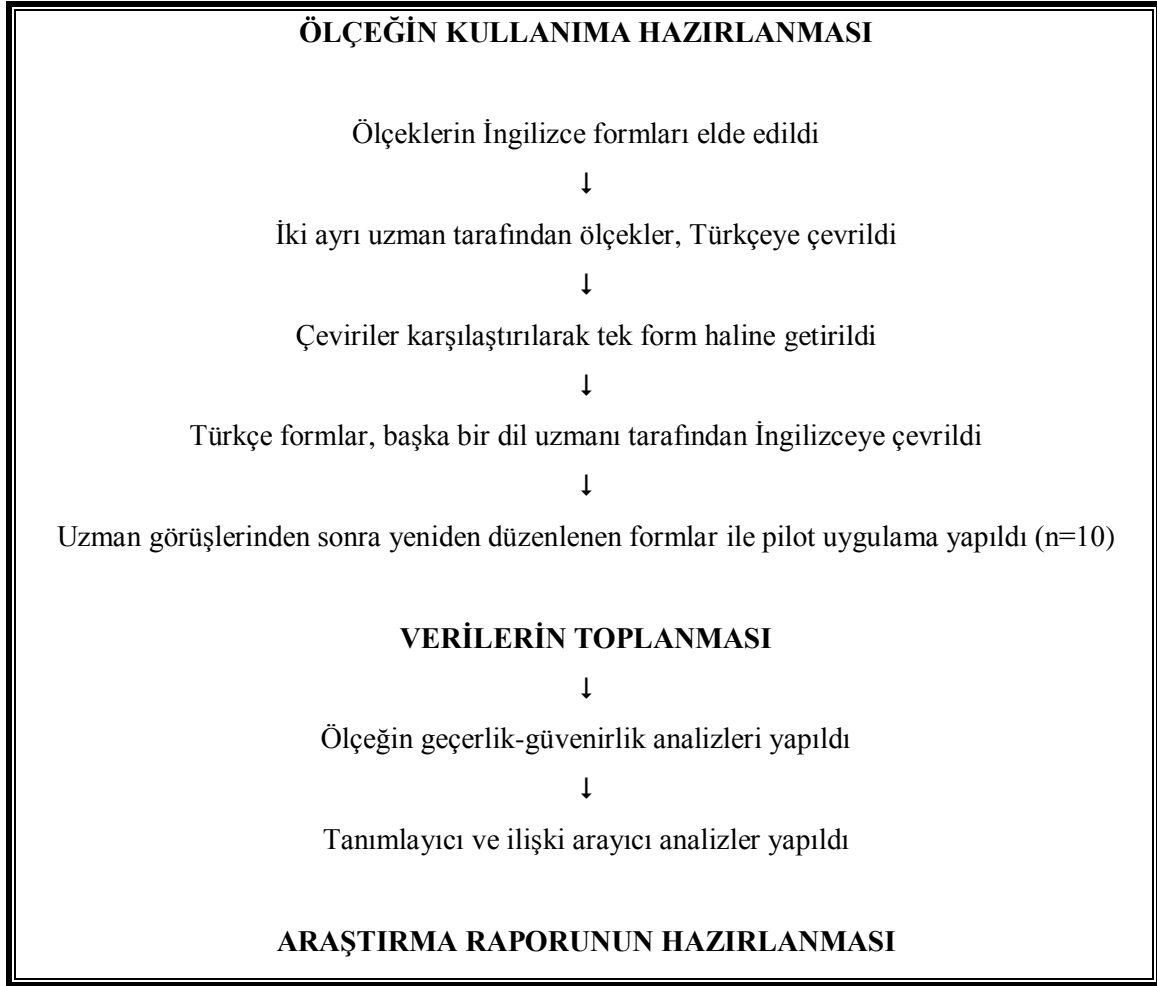 ÖLÇEĞİN KULLANIMA HAZIRLANMASI
Ölçeklerin İngilizce formları elde edildi
↓
İki ayrı uzman tarafından ölçekler, Türkçeye çevrildi
↓
Çeviriler karşılaştırılarak tek form haline getirildi
↓
Türkçe formlar, başka bir dil uzmanı tarafından İngilizceye çevrildi
↓
Uzman görüşlerinden sonra yeniden düzenlenen formlar ile pilot uygulama yapıldı (n=10)
VERİLERİN TOPLANMASI
↓
Ölçeğin geçerlik-güvenirlik analizleri yapıldı
↓
Tanımlayıcı ve ilişki arayıcı analizler yapıldı
ARAŞTIRMA RAPORUNUN HAZIRLANMASI